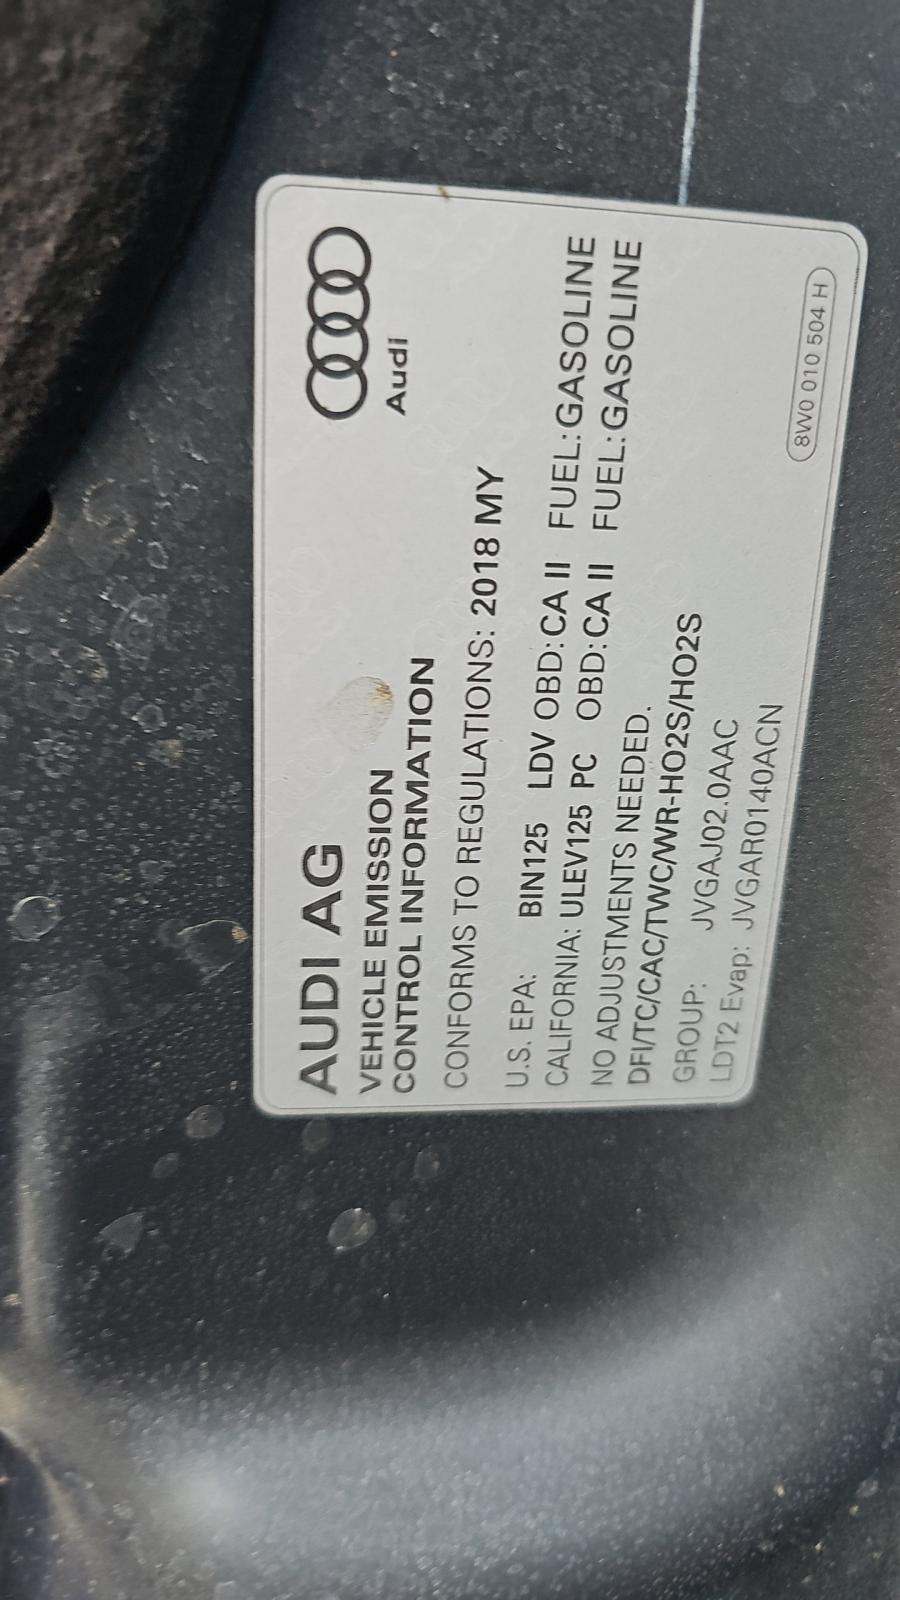 AUDI AG
Audi
VEHICLE EMISSION
CONTROL INFORMATION
CONFORMS TO REGULATIONS: 2018 MY
U.S. EPA: BIN125 LDV OBD: CA II FUEL: GASOLINE
CALIFORNIA: ULEV125 PC OBD: CA II FUEL: GASOLINE
NO ADJUSTMENTS NEEDED.
DFI/TC/CAC/TWC/WR-HO2S/HO2S
GROUP: JVGAJ02.0AAC
LDT2 Evap: JVGAR0140ACN
8W0 010 504 H